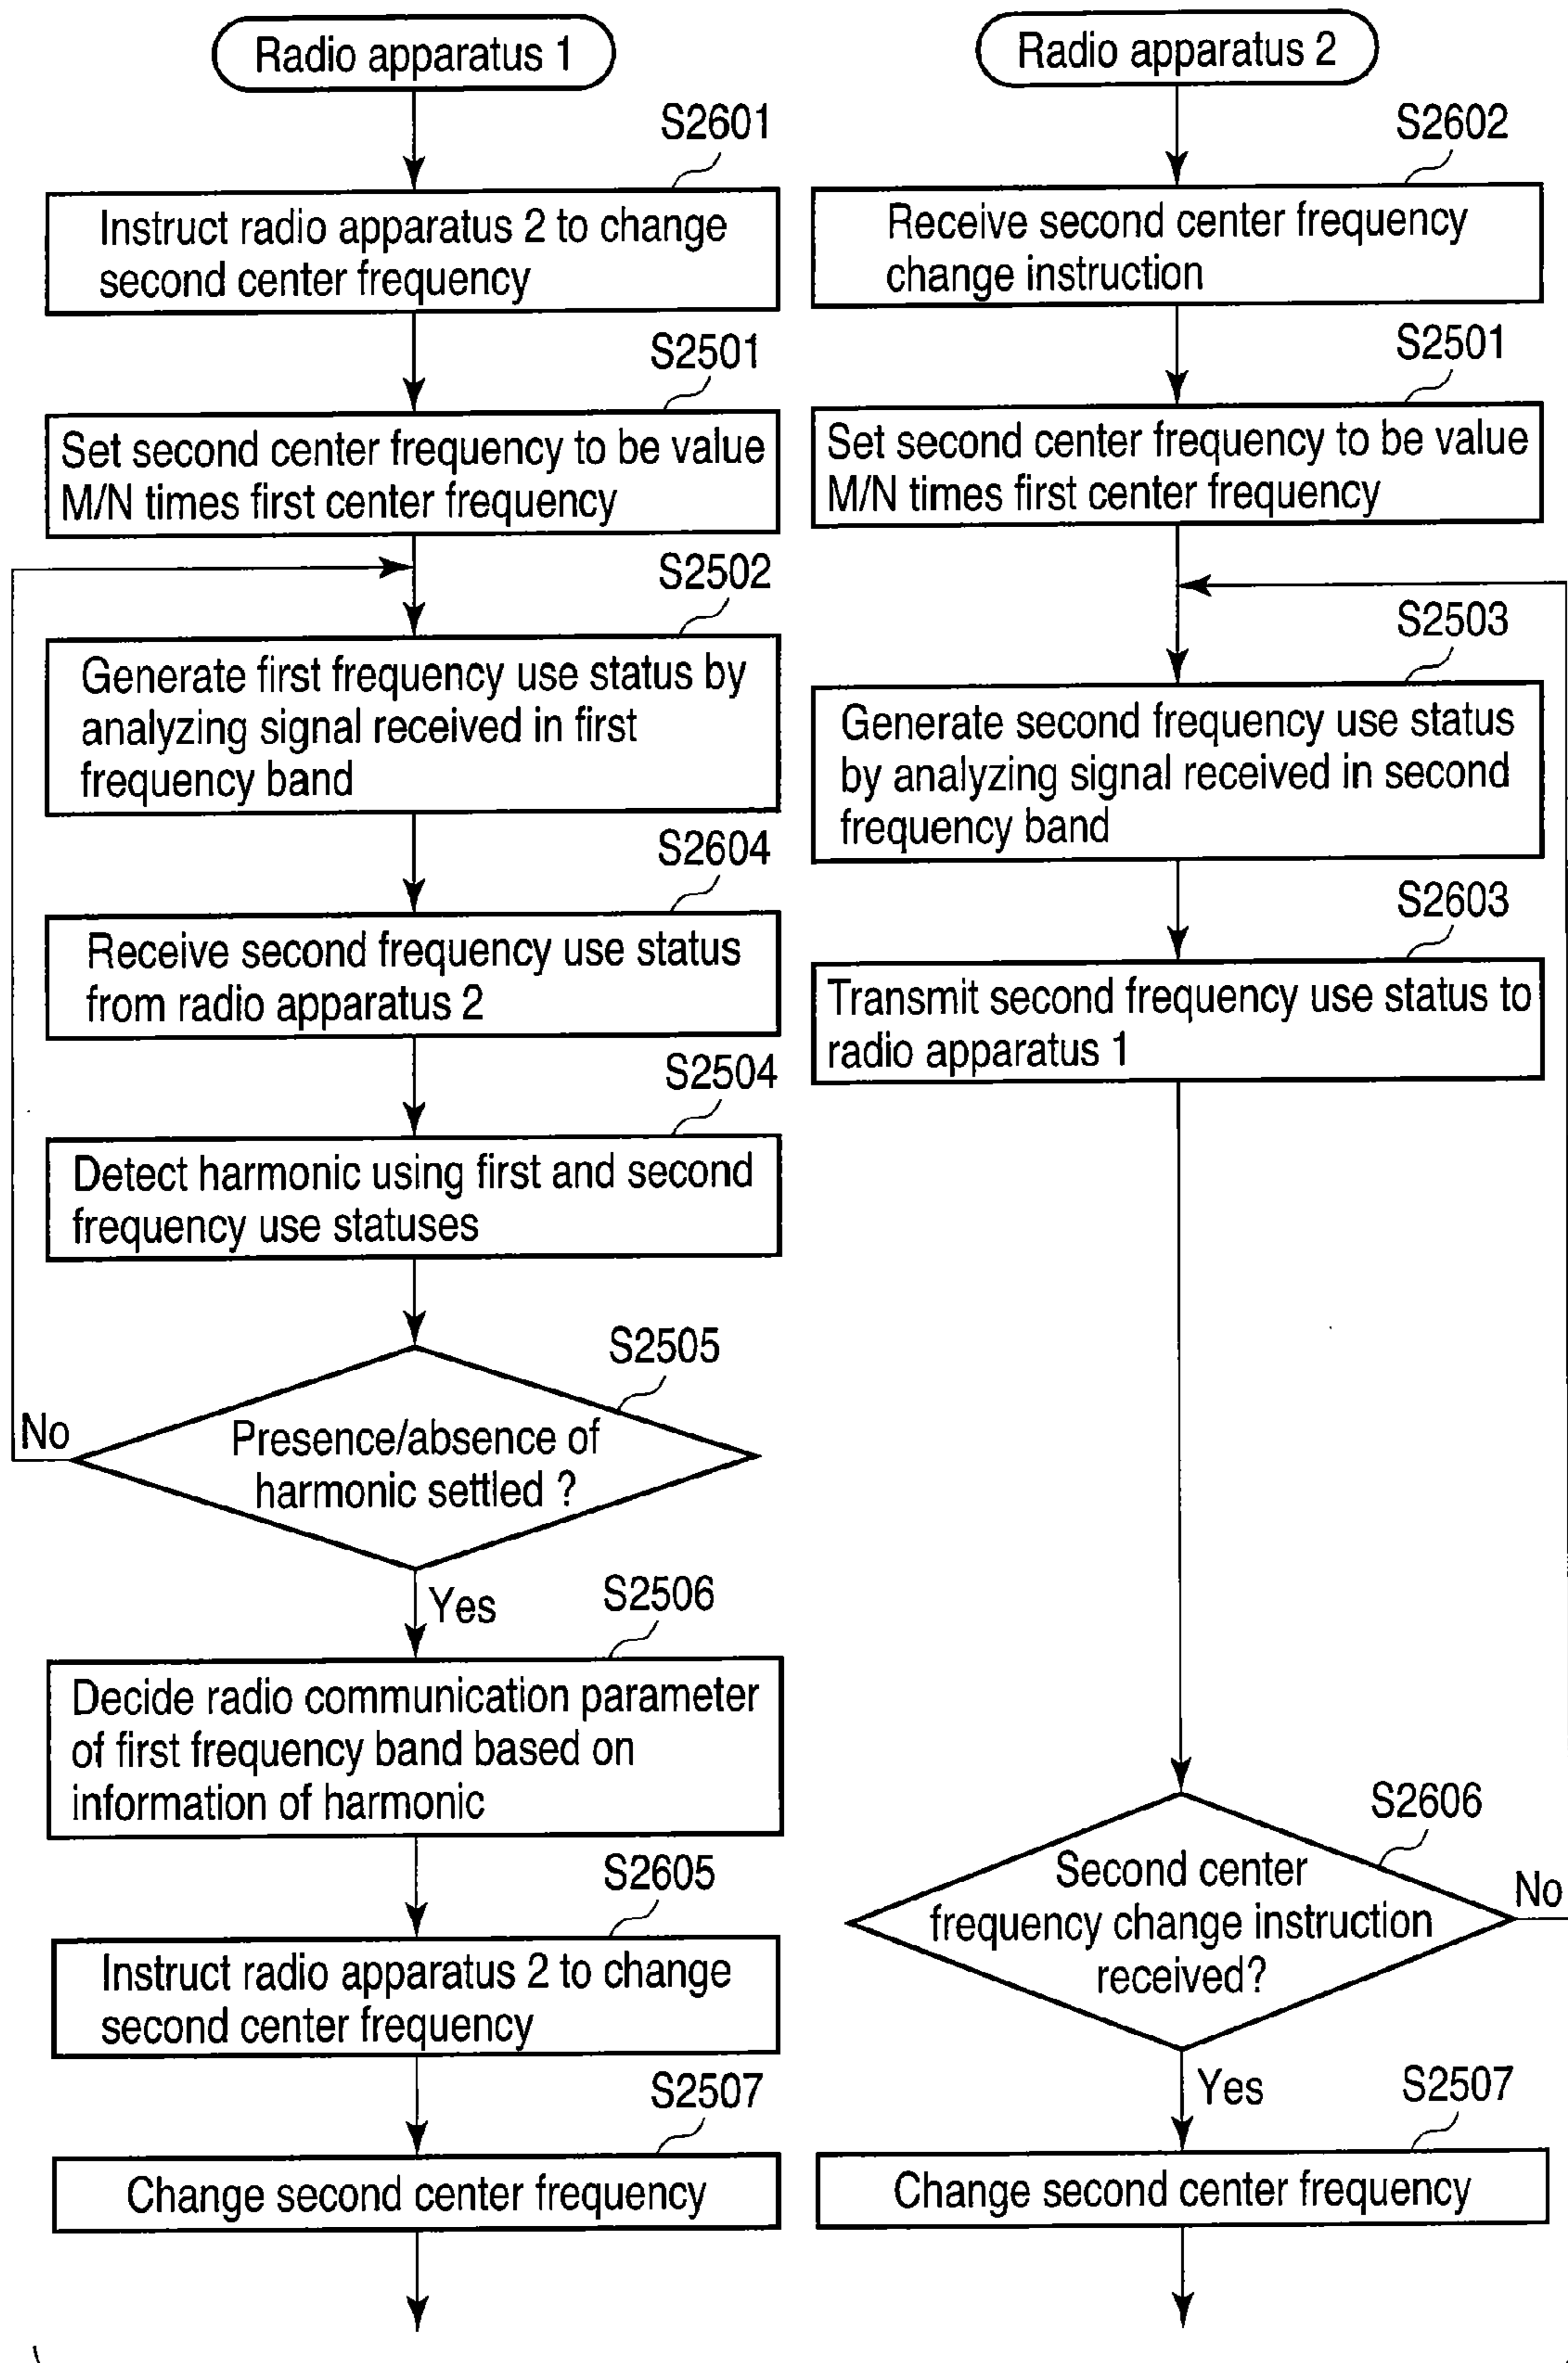 Radio apparatus 1
S2601
Instruct radio apparatus 2 to change
second center frequency
S2501
Set second center frequency to be value
M/N times first center frequency
S2502
Generate first frequency use status by
analyzing signal received in first
frequency band
S2604
Receive second frequency use status
from radio apparatus 2
S2504
Detect harmonic using first and second
frequency use statuses
S2505
Presence/absence of
harmonic settled ?
No
Yes
S2506
Decide radio communication parameter
of first frequency band based on
information of harmonic
S2605
Instruct radio apparatus 2 to change
second center frequency
S2507
Change second center frequency
Radio apparatus 2
S2602
Receive second center frequency
change instruction
S2501
Set second center frequency to be value
M/N times first center frequency
S2503
Generate second frequency use status
by analyzing signal received in second
frequency band
S2603
Transmit second frequency use status to
radio apparatus 1
S2606
Second center
frequency change instruction
received?
No
Yes
S2507
Change second center frequency